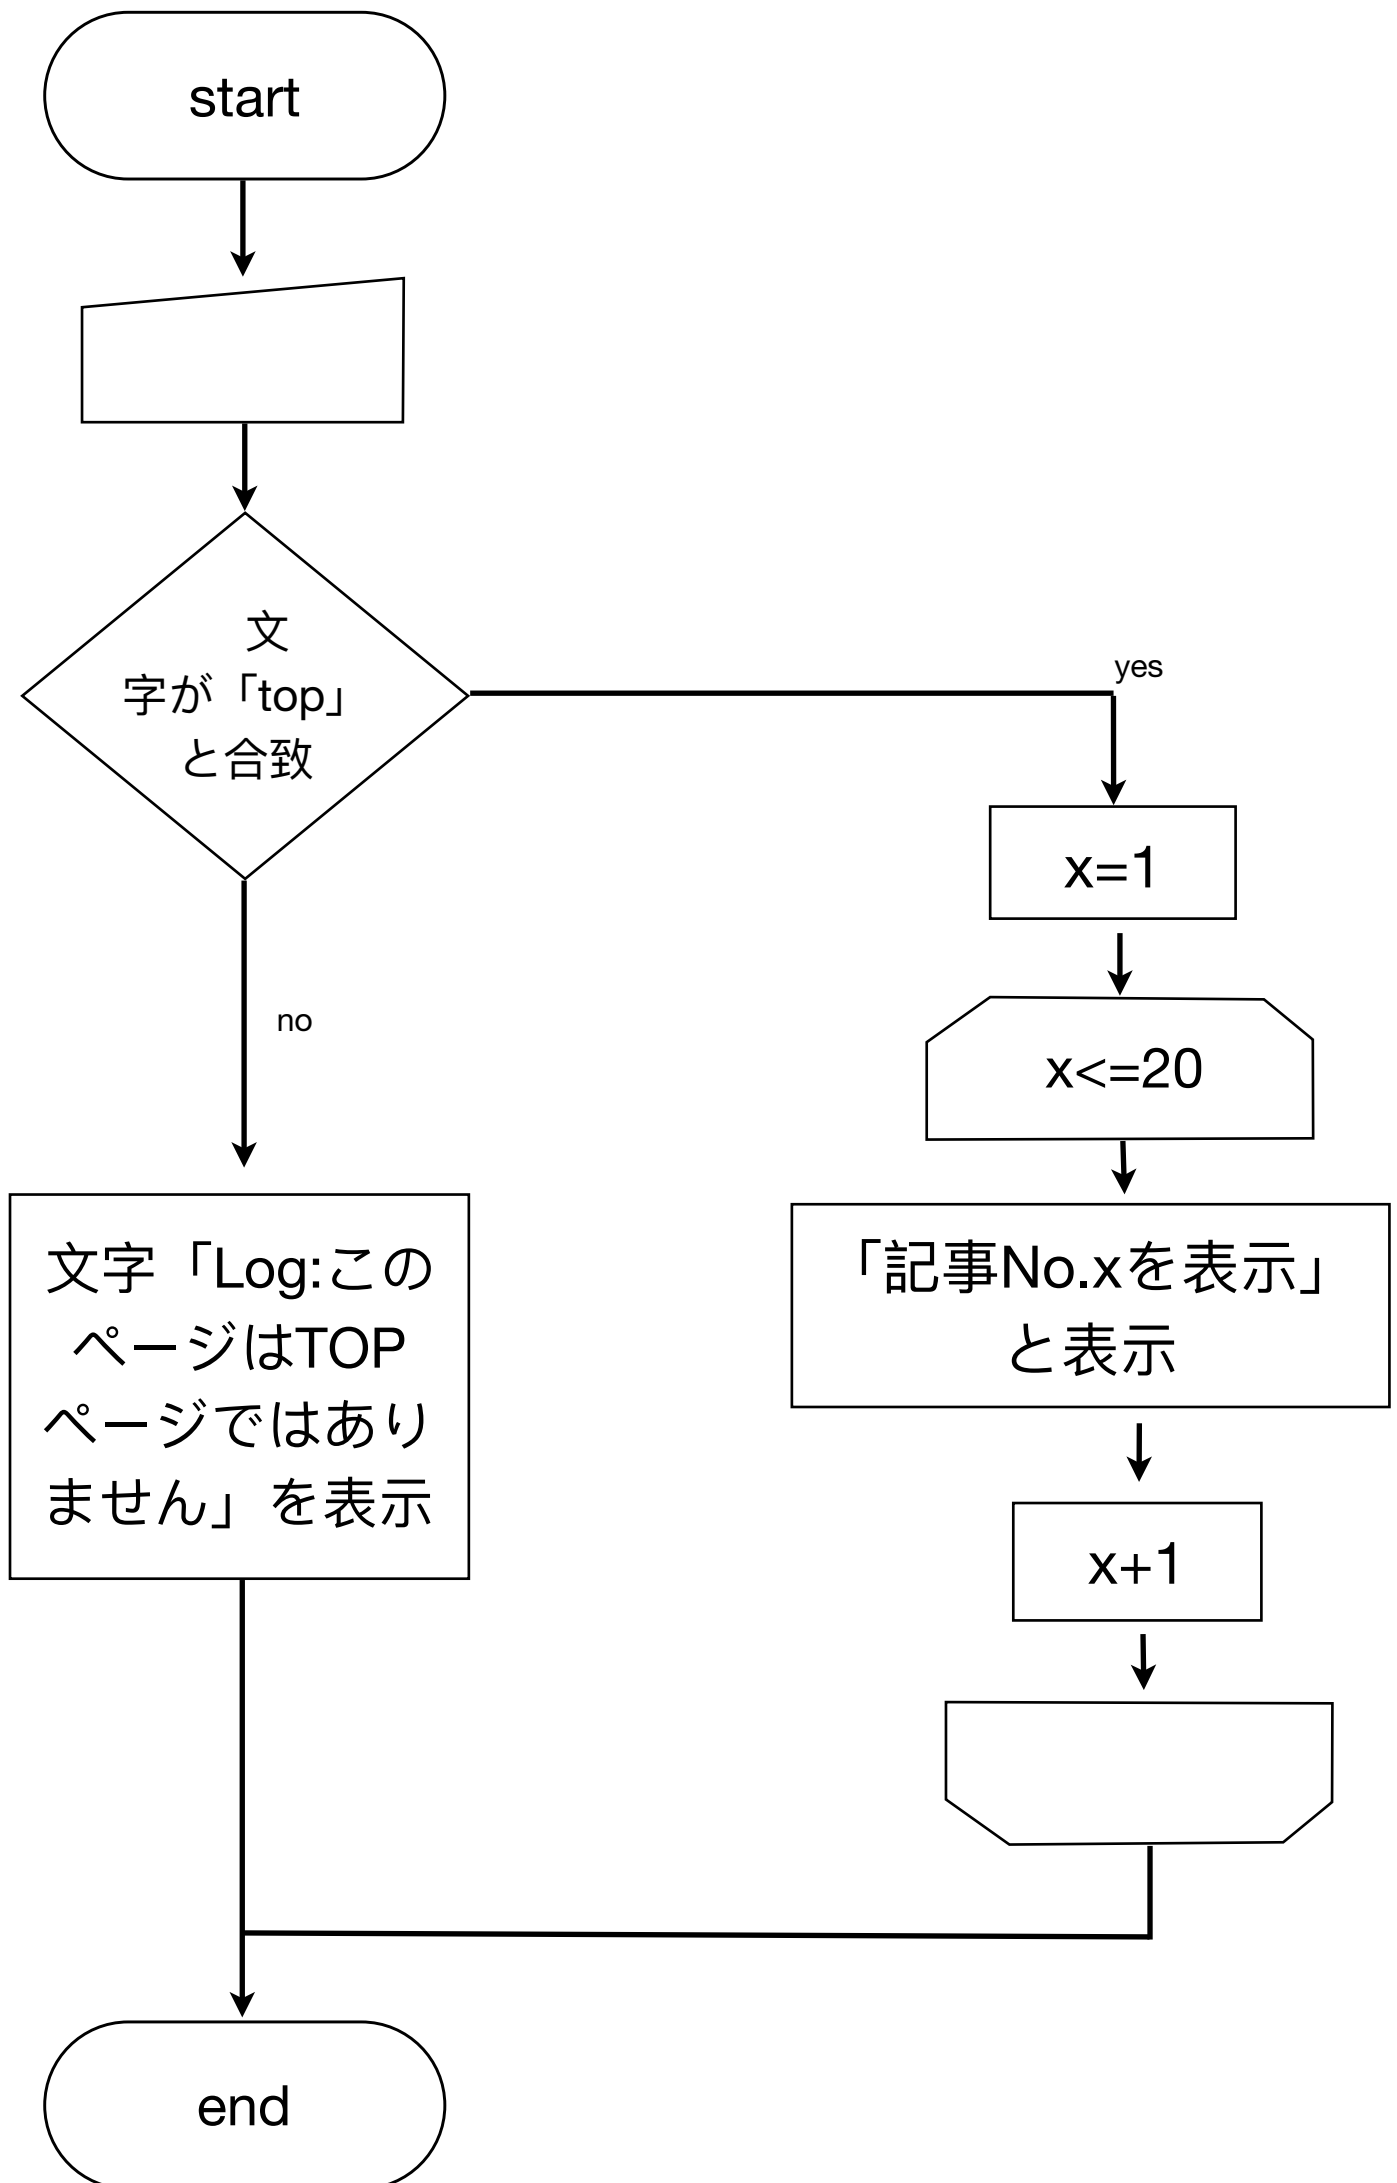 start
文
字が「top」
と合致
yes
x=1
x<=20
no
文字「Log:この
ページはTOP
ページではあり
ません」を表示
「記事No.xを表示」
と表示
x+1
end